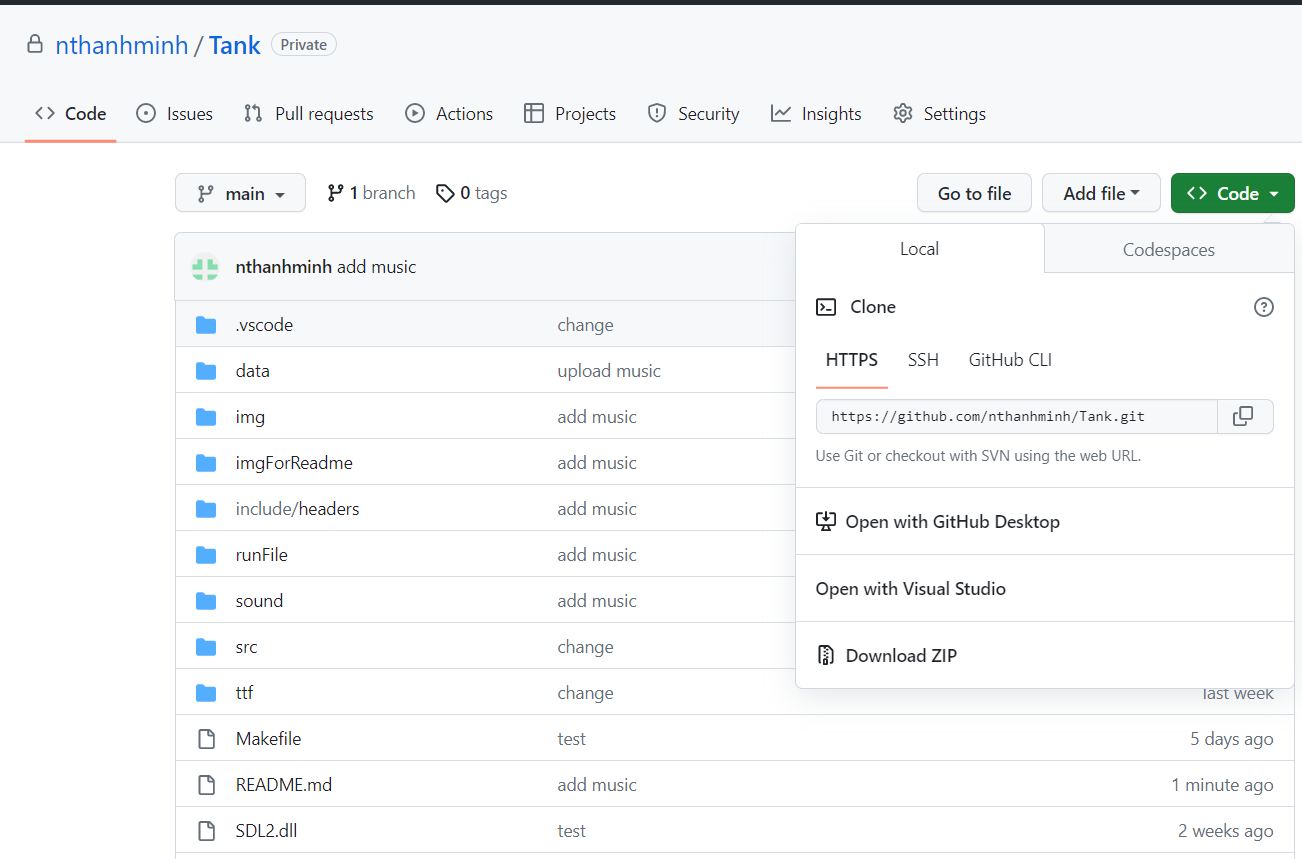 nthanhminh / Tank Private
Code Issues Pull requests Actions Projects Security Insights Settings
main 1 branch 0 tags Go to file Add file Code
nthanhminh add music
.vscode change
data upload music
img add music
imgForReadme add music
include/headers add music
runFile add music
sound add music
src change
ttf change last week
Makefile test 5 days ago
README.md add music 1 minute ago
SDL2.dll test 2 weeks ago
Local Codespaces
Clone
HTTPS SSH GitHub CLI
https://github.com/nthanhminh/Tank.git
Use Git or checkout with SVN using the web URL.
Open with GitHub Desktop
Open with Visual Studio
Download ZIP